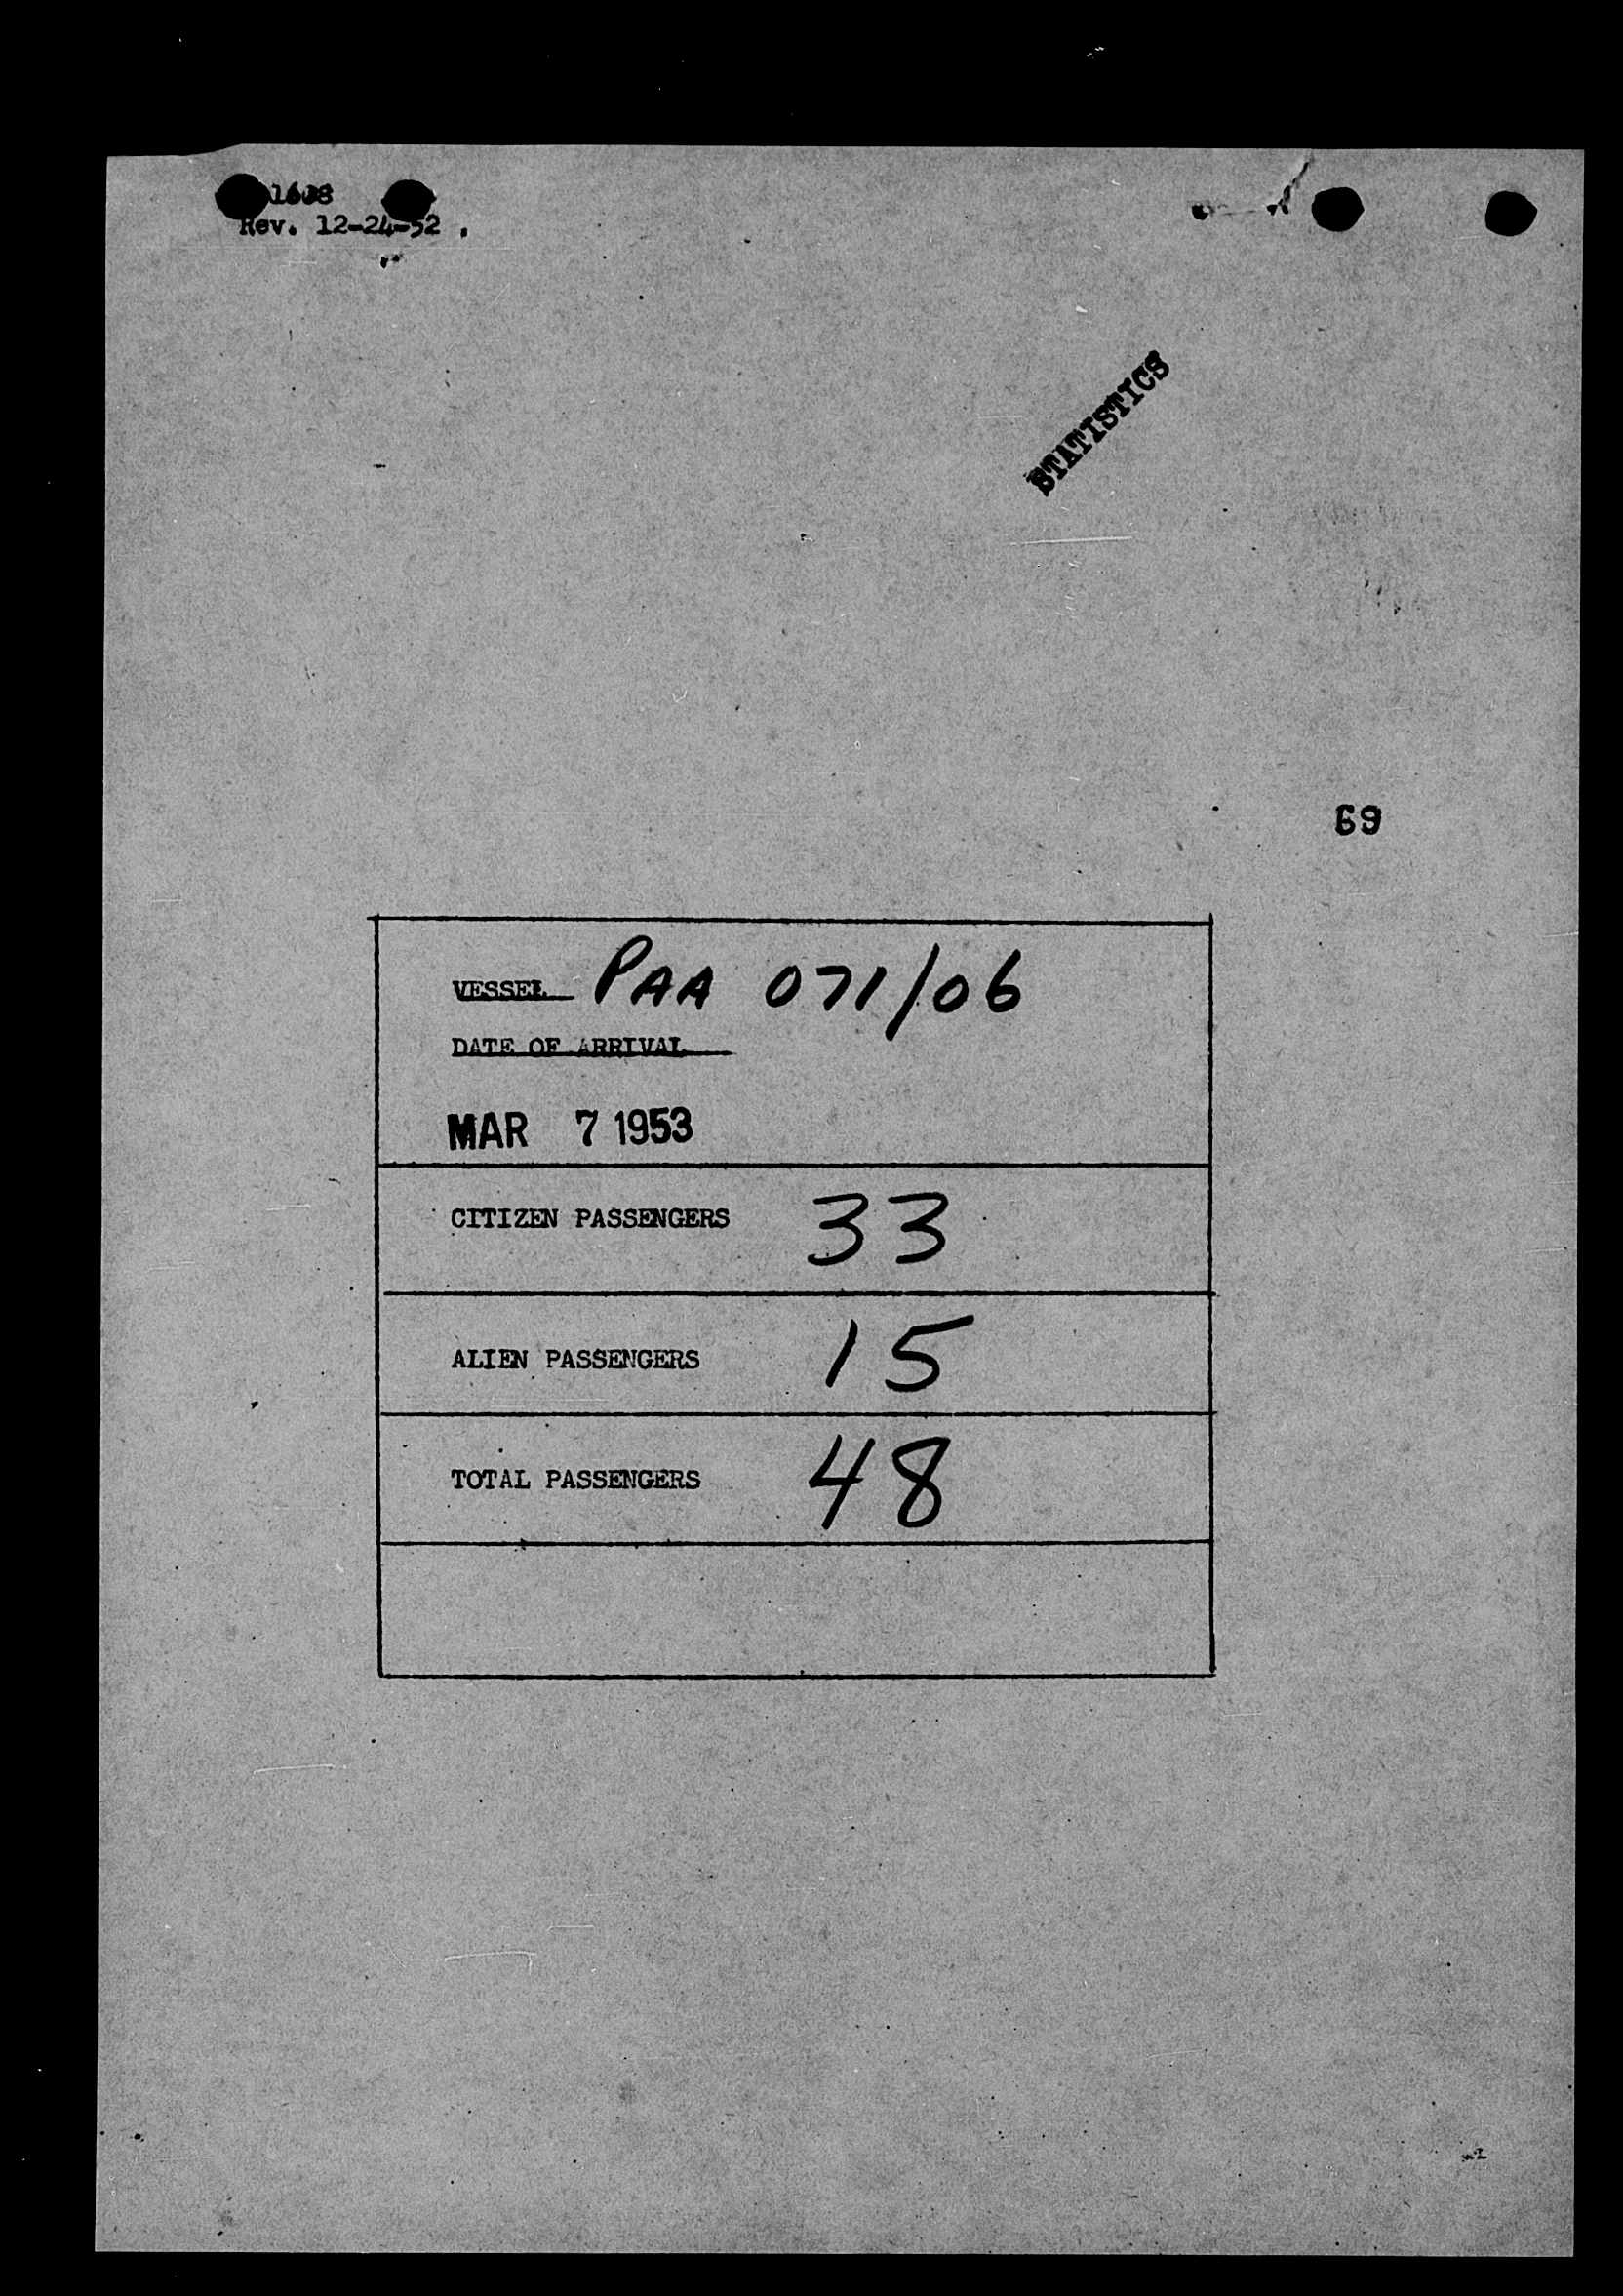 Rev. 12-24-52
STATISTICS
69
VESSEL PAA 071/06
DATE OF ARRIVAL
MAR 7 1953
CITIZEN PASSENGERS 33
ALIEN PASSENGERS 15
TOTAL PASSENGERS 48